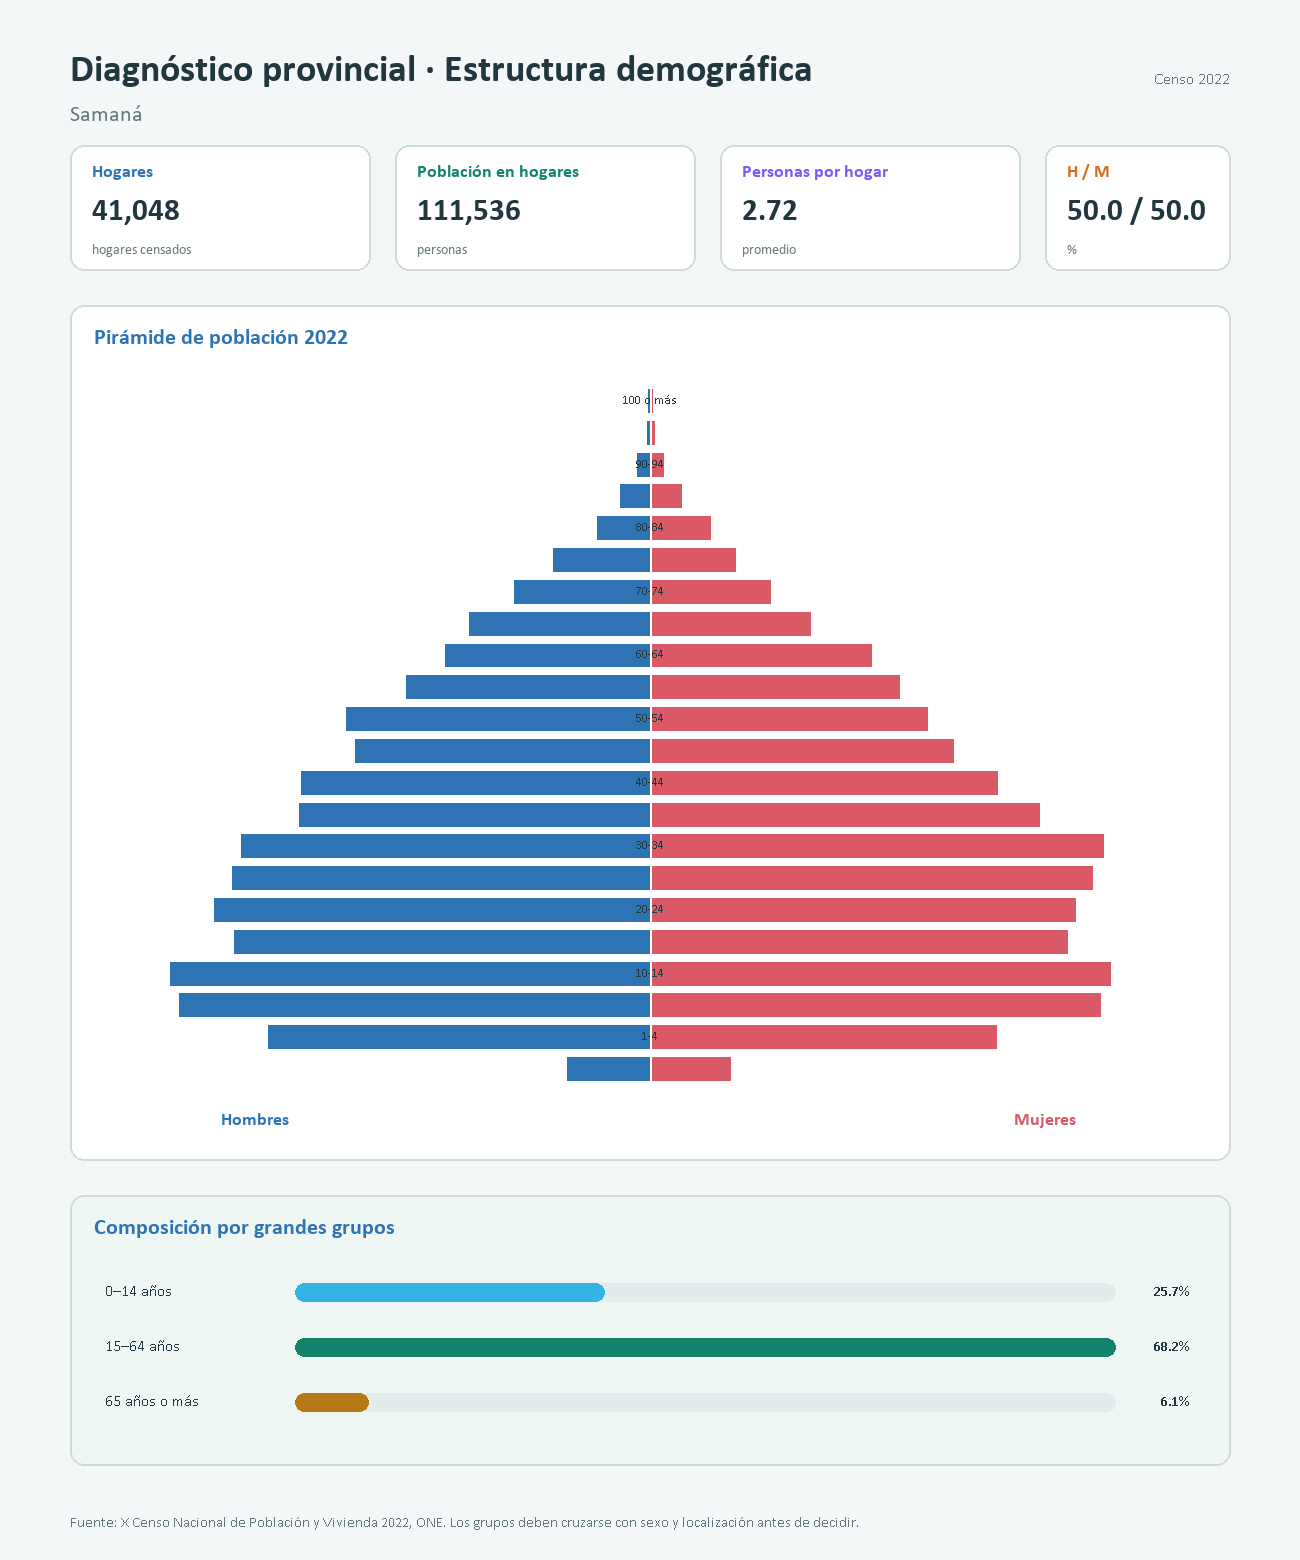 Diagnóstico provincial · Estructura demográfica
Censo 2022
Samaná
Hogares
41,048
hogares censados
Población en hogares
111,536
personas
Personas por hogar
2.72
promedio
H / M
50.0 / 50.0
%
Pirámide de población 2022
100 o más
90-94
80-84
70-74
60-64
50-54
40-44
30-34
20-24
10-14
1-4
Hombres
Mujeres
Composición por grandes grupos
0–14 años
25.7%
15–64 años
68.2%
65 años o más
6.1%
Fuente: X Censo Nacional de Población y Vivienda 2022, ONE. Los grupos deben cruzarse con sexo y localización antes de decidir.